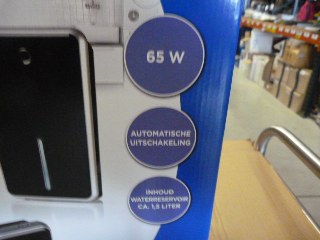 65 W
AUTOMATISCHE
UITSCHAKELING
INHOUD
WATERRESERVOIR
CA. 1,5 LITER